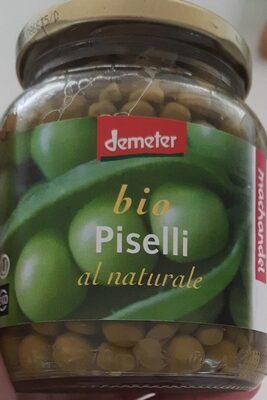 demeter
bio
Piselli
al naturale
machandel